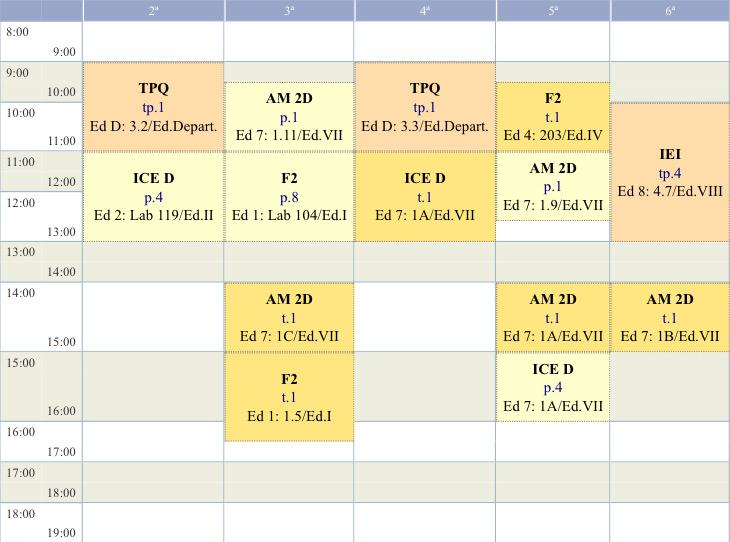 2ª 3ª 4ª 5ª 6ª
8:00
9:00
9:00
10:00
10:00
11:00
11:00
12:00
12:00
13:00
13:00
14:00
14:00
15:00
15:00
16:00
16:00
17:00
17:00
18:00
18:00
19:00
TPQ
tp.1
Ed D: 3.2/Ed.Depart.
ICE D
p.4
Ed 2: Lab 119/Ed.II
AM 2D
p.1
Ed 7: 1.11/Ed.VII
F2
p.8
Ed 1: Lab 104/Ed.I
AM 2D
t.1
Ed 7: 1C/Ed.VII
F2
t.1
Ed 1: 1.5/Ed.I
TPQ
tp.1
Ed D: 3.3/Ed.Depart.
ICE D
t.1
Ed 7: 1A/Ed.VII
F2
t.1
Ed 4: 203/Ed.IV
AM 2D
p.1
Ed 7: 1.9/Ed.VII
AM 2D
t.1
Ed 7: 1A/Ed.VII
ICE D
p.4
Ed 7: 1A/Ed.VII
IEI
tp.4
Ed 8: 4.7/Ed.VIII
AM 2D
t.1
Ed 7: 1B/Ed.VII